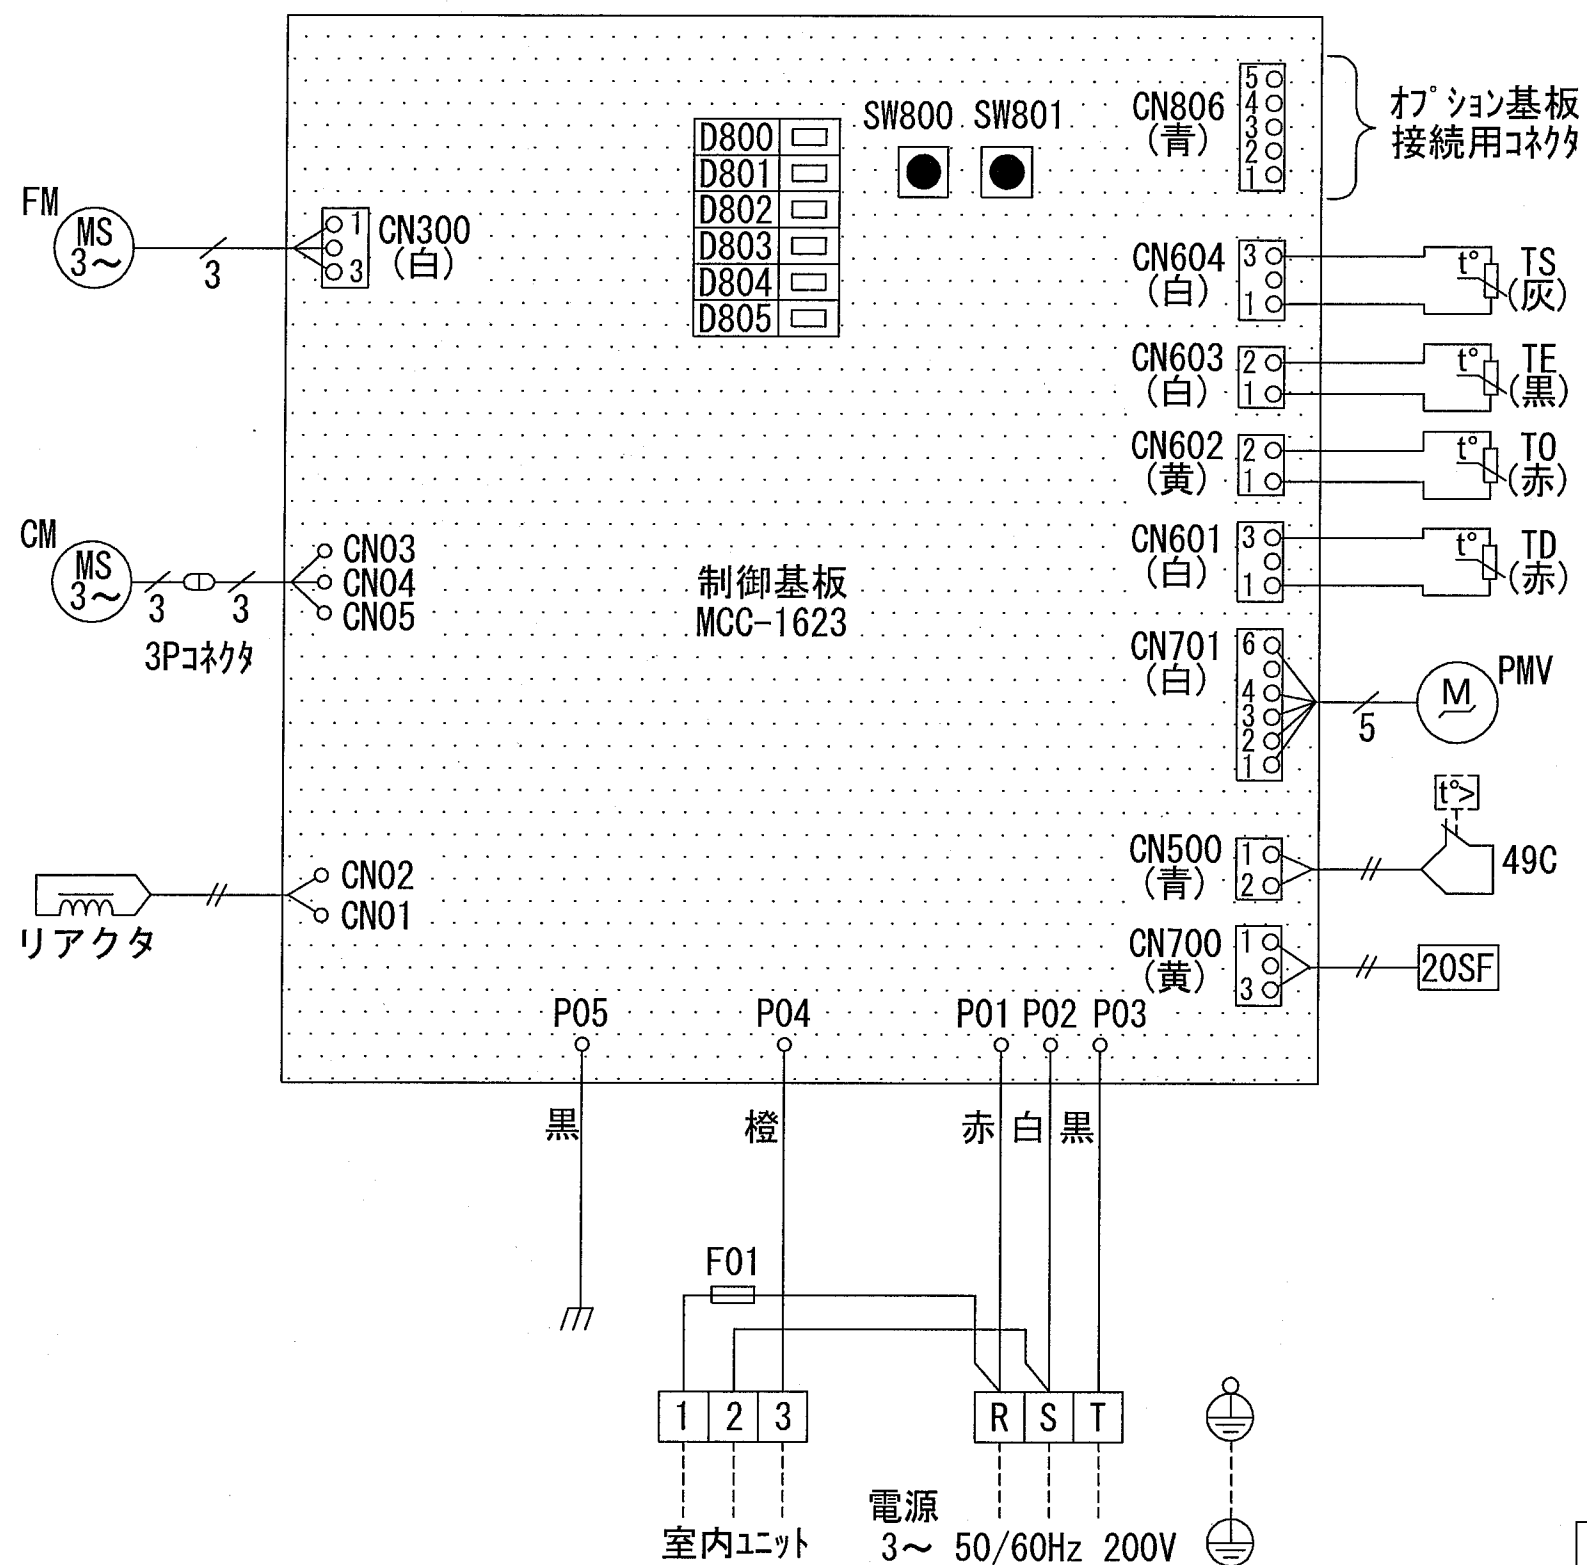 FM
MS
3～
3
1
3
CN300
(白)
D800
D801
D802
D803
D804
D805
SW800
SW801
CN806
(青)
5
4
3
2
1
オプション基板
接続用コネクタ
CN604
(白)
3
1
t°
TS
(灰)
CN603
(白)
2
1
t°
TE
(黒)
CN602
(黄)
2
1
t°
TO
(赤)
CN601
(白)
3
1
t°
TD
(赤)
CM
MS
3～
3
3
3Pコネクタ
CN03
CN04
CN05
制御基板
MCC-1623
CN701
(白)
6
4
3
2
1
5
M
PMV
リアクタ
CN02
CN01
CN500
(青)
1
2
t°>
49C
CN700
(黄)
1
3
20SF
P05
P04
P01
P02
P03
黒
橙
赤
白
黒
F01
1
2
3
R
S
T
室内ユニット
電源
3～ 50/60Hz 200V